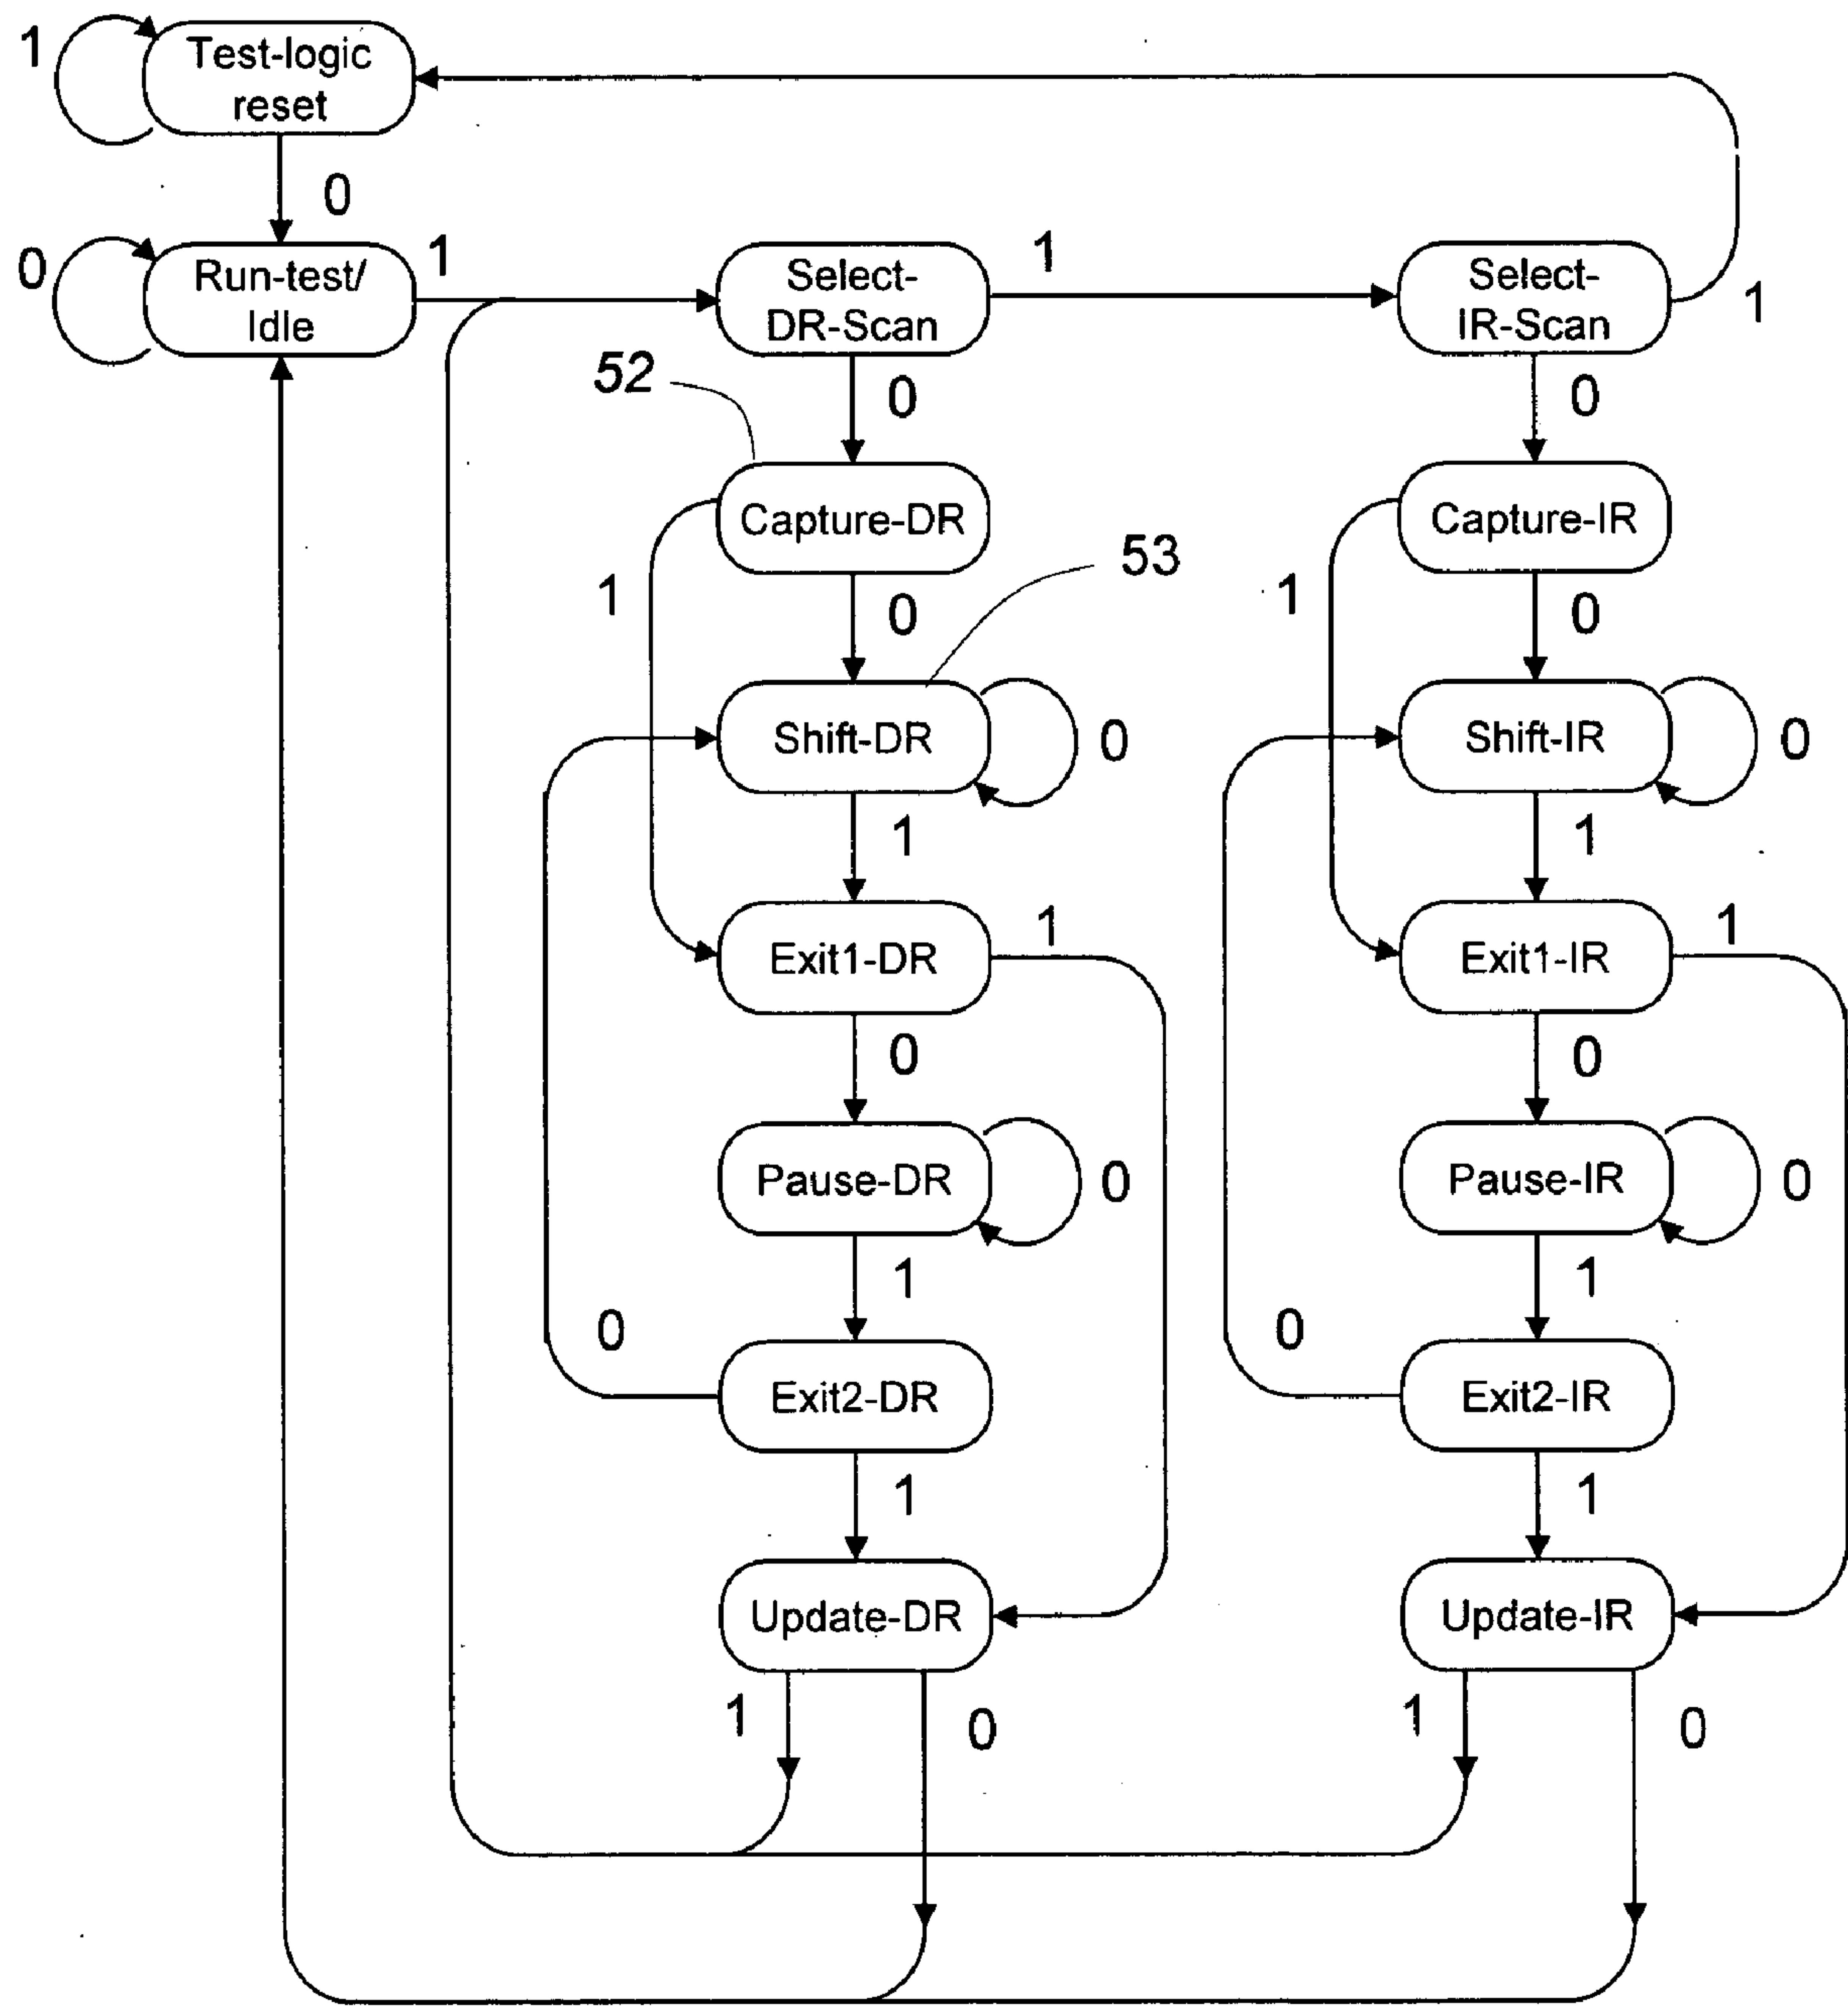 1
Test-logic
reset
0
0
Run-test/
Idle
1
Select-
DR-Scan
1
Select-
IR-Scan
1
52
0
0
Capture-DR
Capture-IR
53
1
0
1
0
Shift-DR
0
Shift-IR
0
1
1
Exit1-DR
1
Exit1-IR
1
0
0
Pause-DR
0
Pause-IR
0
1
1
0
0
Exit2-DR
Exit2-IR
1
1
Update-DR
Update-IR
1
0
1
0